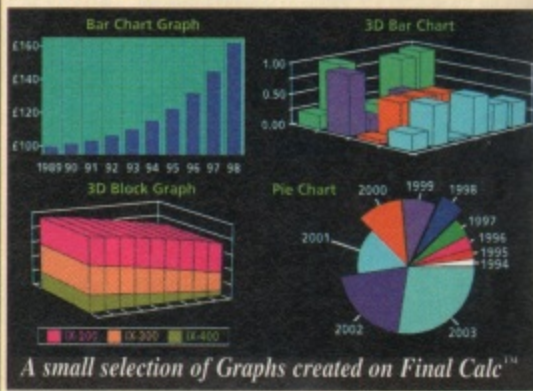 Bar Chart Graph
£160
£140
£120
£100
1989 90 91 92 93 94 95 96 97 98
3D Bar Chart
1.00
0.50
0.00
3D Block Graph
IX-200
IX-400
Pie Chart
2000
1999
1998
1997
1996
1995
1994
2003
2002
2001
A small selection of Graphs created on Final Calc™